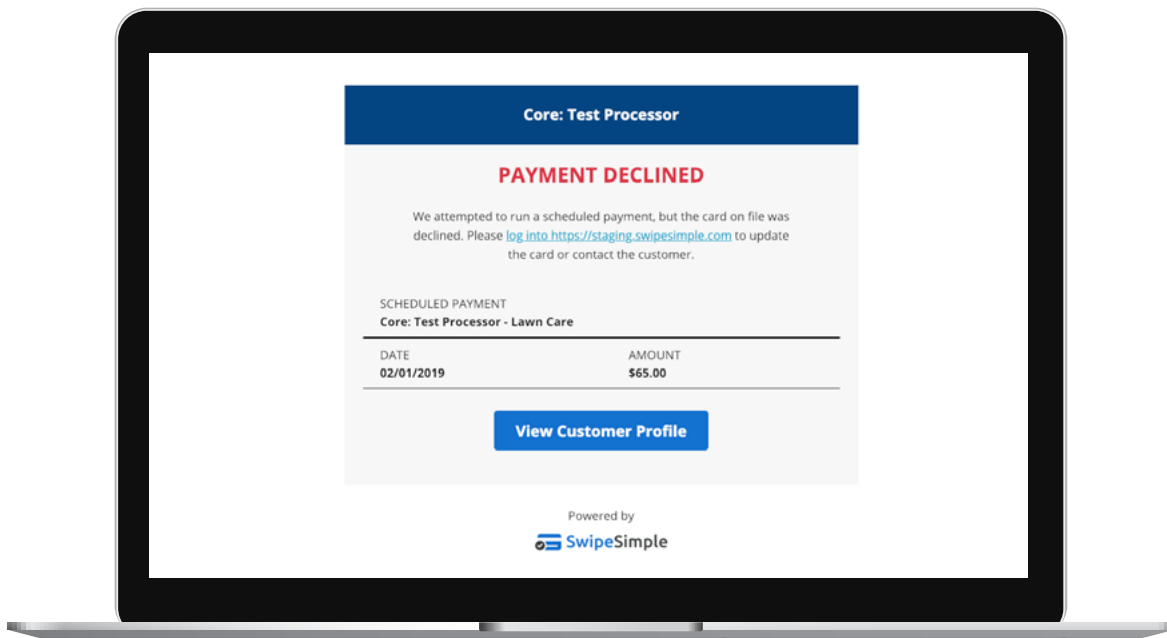 Core: Test Processor
PAYMENT DECLINED
We attempted to run a scheduled payment, but the card on file was
declined. Please log into https://staging.swipesimple.com to update
the card or contact the customer.
SCHEDULED PAYMENT
Core: Test Processor - Lawn Care
DATE AMOUNT
02/01/2019 $65.00
View Customer Profile
Powered by
SwipeSimple